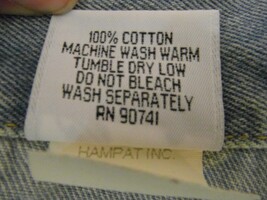 100% COTTON
MACHINE WASH WARM
TUMBLE DRY LOW
DO NOT BLEACH
WASH SEPARATELY
RN 90741
HAMPAT INC.